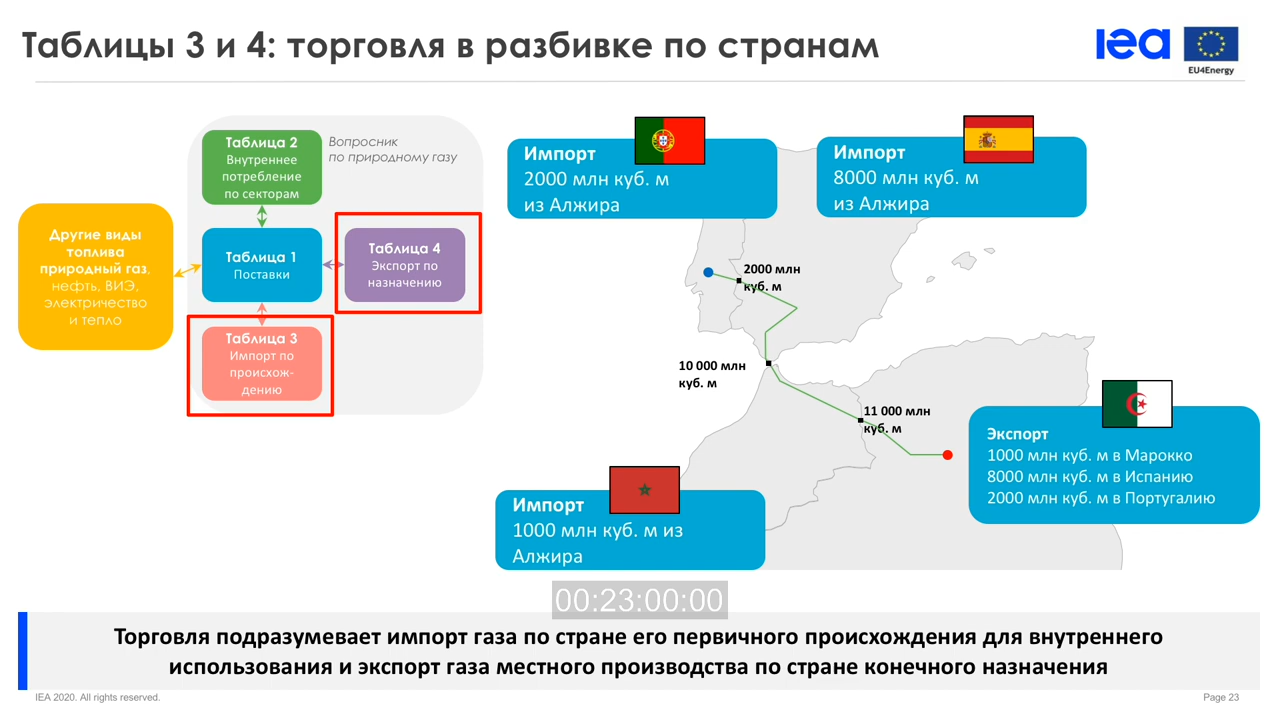 Таблицы 3 и 4: торговля в разбивке по странам
iea
EU4Energy
Таблица 2
Внутреннее
потребление
по секторам
Вопросник
по природному газу
Другие виды
топлива
природный газ,
нефть, ВИЭ,
электричество
и тепло
Таблица 1
Поставки
Таблица 4
Экспорт по
назначению
Таблица 3
Импорт по
происхож-
дению
Импорт
2000 млн куб. м
из Алжира
Импорт
8000 млн куб. м
из Алжира
2000 млн
куб. м
10 000 млн
куб. м
11 000 млн
куб. м
Экспорт
1000 млн куб. м в Марокко
8000 млн куб. м в Испанию
2000 млн куб. м в Португалию
Импорт
1000 млн куб. м из
Алжира
00:23:00:00
Торговля подразумевает импорт газа по стране его первичного происхождения для внутреннего
использования и экспорт газа местного производства по стране конечного назначения
IEA 2020. All rights reserved.
Page 23